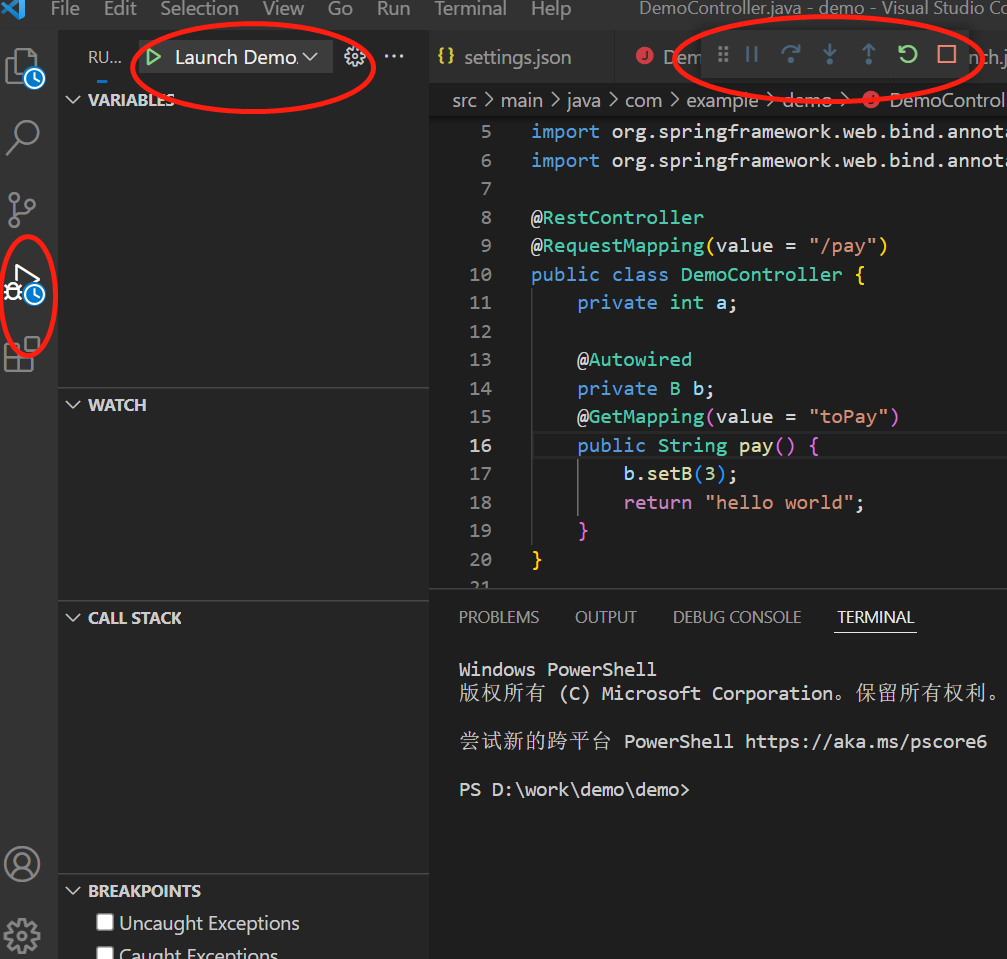 File Edit Selection View Go Run Terminal Help DemoController.java - demo - Visual Studio Co
RU... Launch Demo. ...
VARIABLES
WATCH
CALL STACK
BREAKPOINTS
Uncaught Exceptions
Caught Exceptions
{} settings.json
Dem
nch.j
src > main > java > com > example > demo > DemoControl
5 import org.springframework.web.bind.annota
6 import org.springframework.web.bind.annota
7
8 @RestController
9 @RequestMapping(value = "/pay")
10 public class DemoController {
11 private int a;
12
13 @Autowired
14 private B b;
15 @GetMapping(value = "toPay")
16 public String pay() {
17 b.setB(3);
18 return "hello world";
19 }
20 }
21
PROBLEMS OUTPUT DEBUG CONSOLE TERMINAL
Windows PowerShell
版权所有 (C) Microsoft Corporation。保留所有权利。
尝试新的跨平台 PowerShell https://aka.ms/pscore6
PS D:\work\demo\demo>